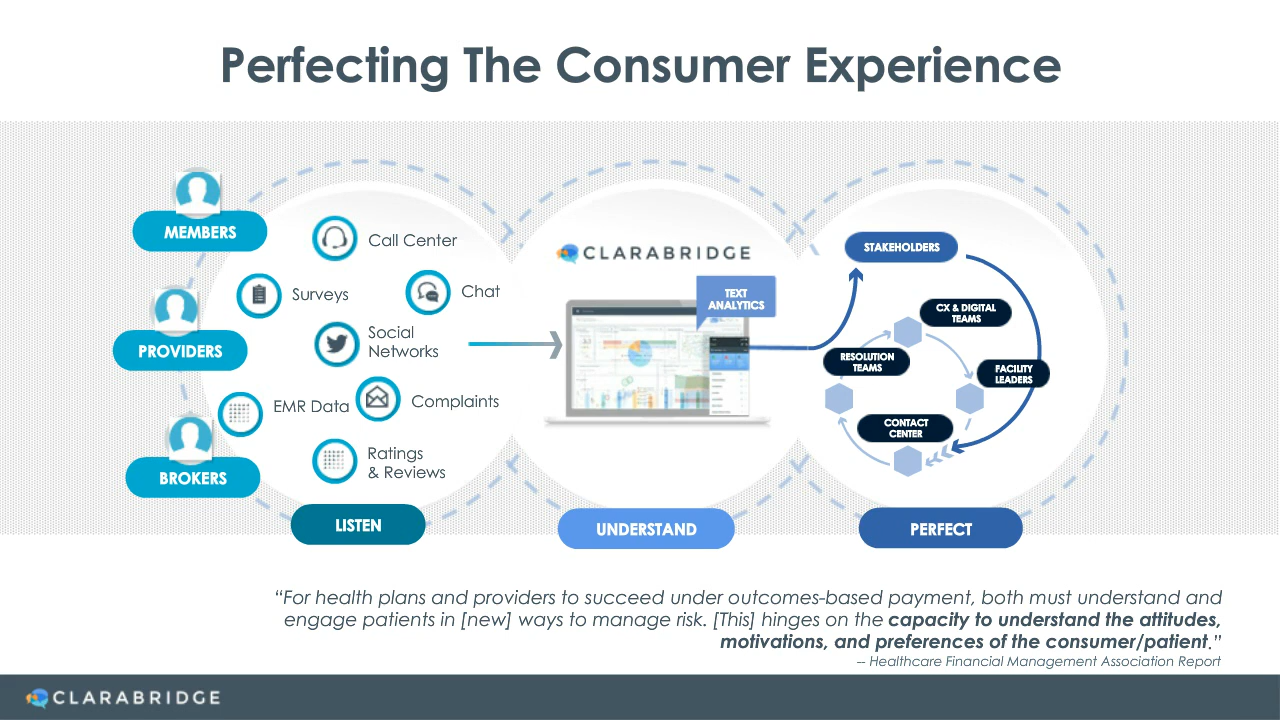 Perfecting The Consumer Experience
MEMBERS
PROVIDERS
BROKERS
Call Center
Surveys
Chat
Social
Networks
EMR Data
Complaints
Ratings
& Reviews
LISTEN
CLARABRIDGE
TEXT
ANALYTICS
UNDERSTAND
STAKEHOLDERS
CX & DIGITAL
TEAMS
RESOLUTION
TEAMS
FACILITY
LEADERS
CONTACT
CENTER
PERFECT
“For health plans and providers to succeed under outcomes-based payment, both must understand and
engage patients in [new] ways to manage risk. [This] hinges on the capacity to understand the attitudes,
motivations, and preferences of the consumer/patient.”
-- Healthcare Financial Management Association Report
CLARABRIDGE